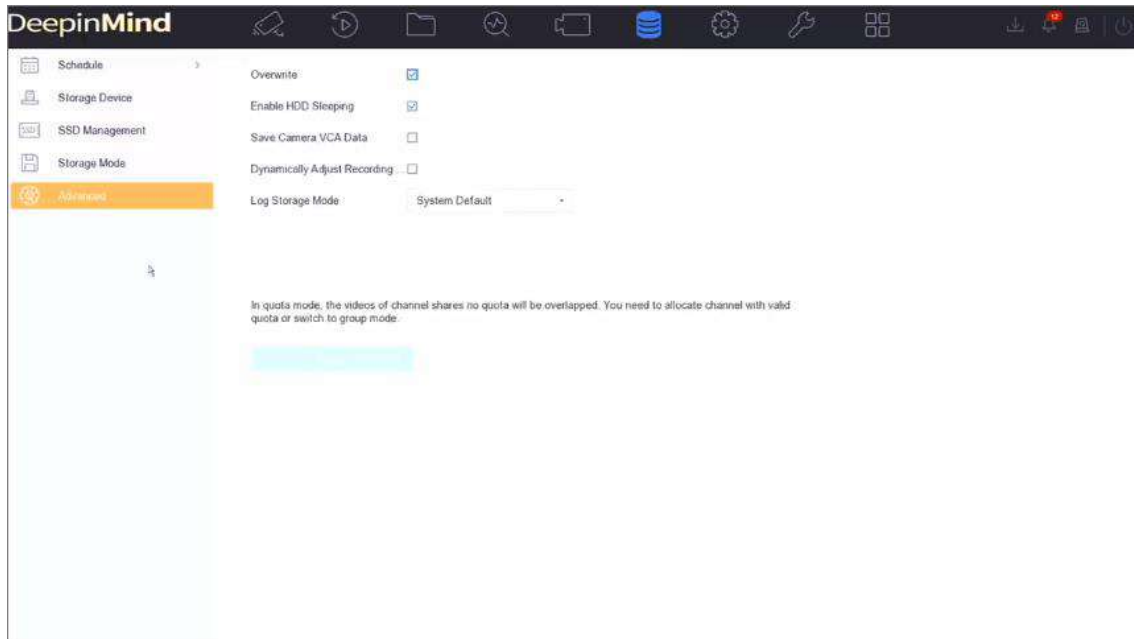 DeepinMind
12
Schedule
Storage Device
SSD Management
Storage Mode
Advanced
Overwrite
Enable HDD Sleeping
Save Camera VCA Data
Dynamically Adjust Recording ...
Log Storage Mode
System Default
In quota mode, the videos of channel shares no quota will be overlapped. You need to allocate channel with valid
quota or switch to group mode.